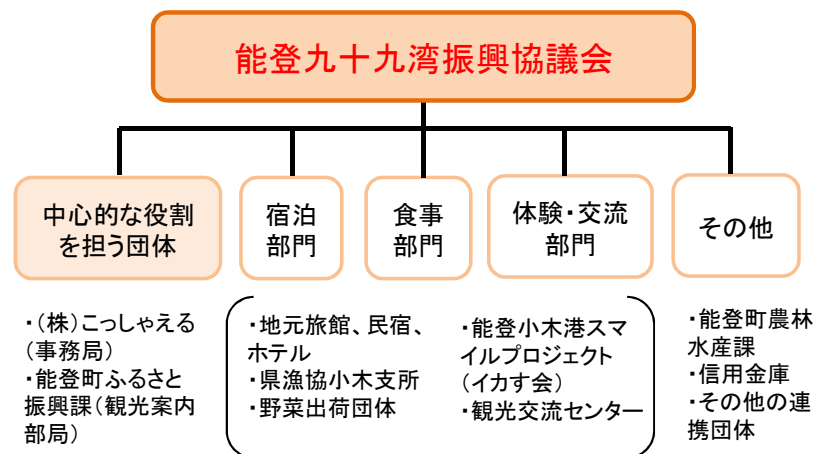 能登九十九湾振興協議会
中心的な役割
を担う団体
宿泊
部門
食事
部門
体験・交流
部門
その他
・(株)こっしゃえる
(事務局)
・能登町ふるさと
振興課(観光案内
部局)
・地元旅館、民宿、
ホテル
・県漁協小木支所
・野菜出荷団体
・能登小木港スマ
イルプロジェクト
(イカす会)
・観光交流センター
・能登町農林
水産課
・信用金庫
・その他の連
携団体